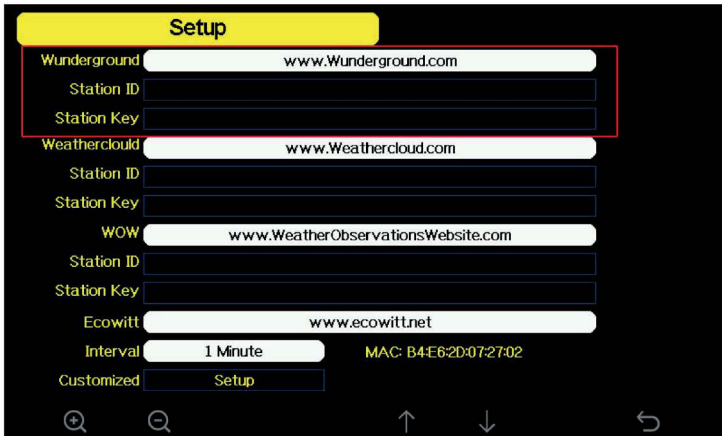 Setup
Wunderground www.Wunderground.com
Station ID
Station Key
Weatherclould www.Weathercloud.com
Station ID
Station Key
WOW www.WeatherObservationsWebsite.com
Station ID
Station Key
Ecowitt www.ecowitt.net
Interval 1 Minute MAC: B4:E6:2D:07:27:02
Customized Setup